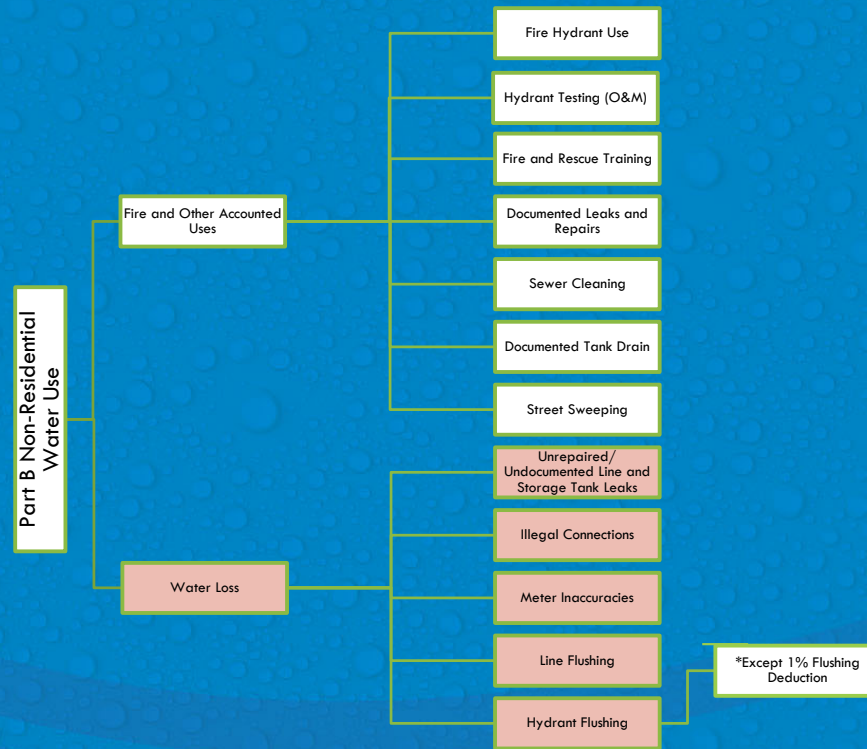 Part B Non-Residential
Water Use
Fire and Other Accounted
Uses
Fire Hydrant Use
Hydrant Testing (O&M)
Fire and Rescue Training
Documented Leaks and
Repairs
Sewer Cleaning
Documented Tank Drain
Street Sweeping
Water Loss
Unrepaired/
Undocumented Line and
Storage Tank Leaks
Illegal Connections
Meter Inaccuracies
Line Flushing
Hydrant Flushing
*Except 1% Flushing
Deduction